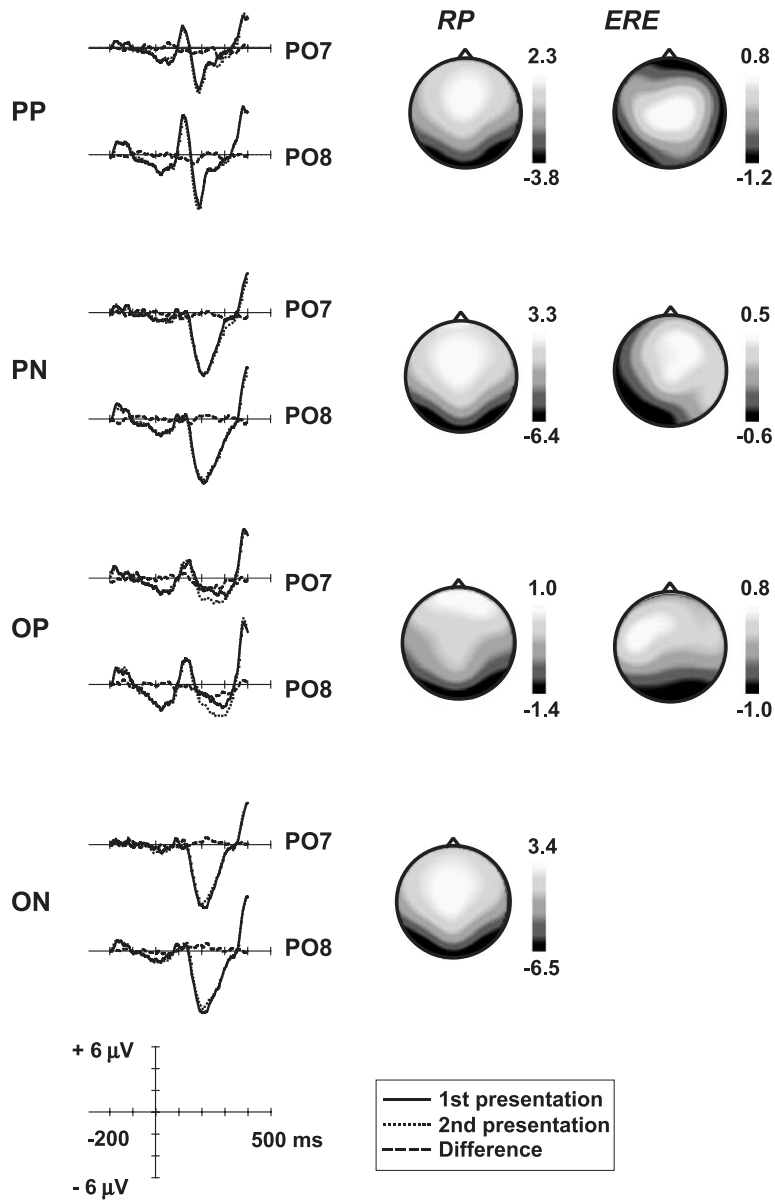 RP ERE
PP
PO7
PO8
2.3
-3.8
0.8
-1.2
PN
PO7
PO8
3.3
-6.4
0.5
-0.6
OP
PO7
PO8
1.0
-1.4
0.8
-1.0
ON
PO7
PO8
3.4
-6.5
+ 6 µV
-200 500 ms
- 6 µV
1st presentation
2nd presentation
Difference